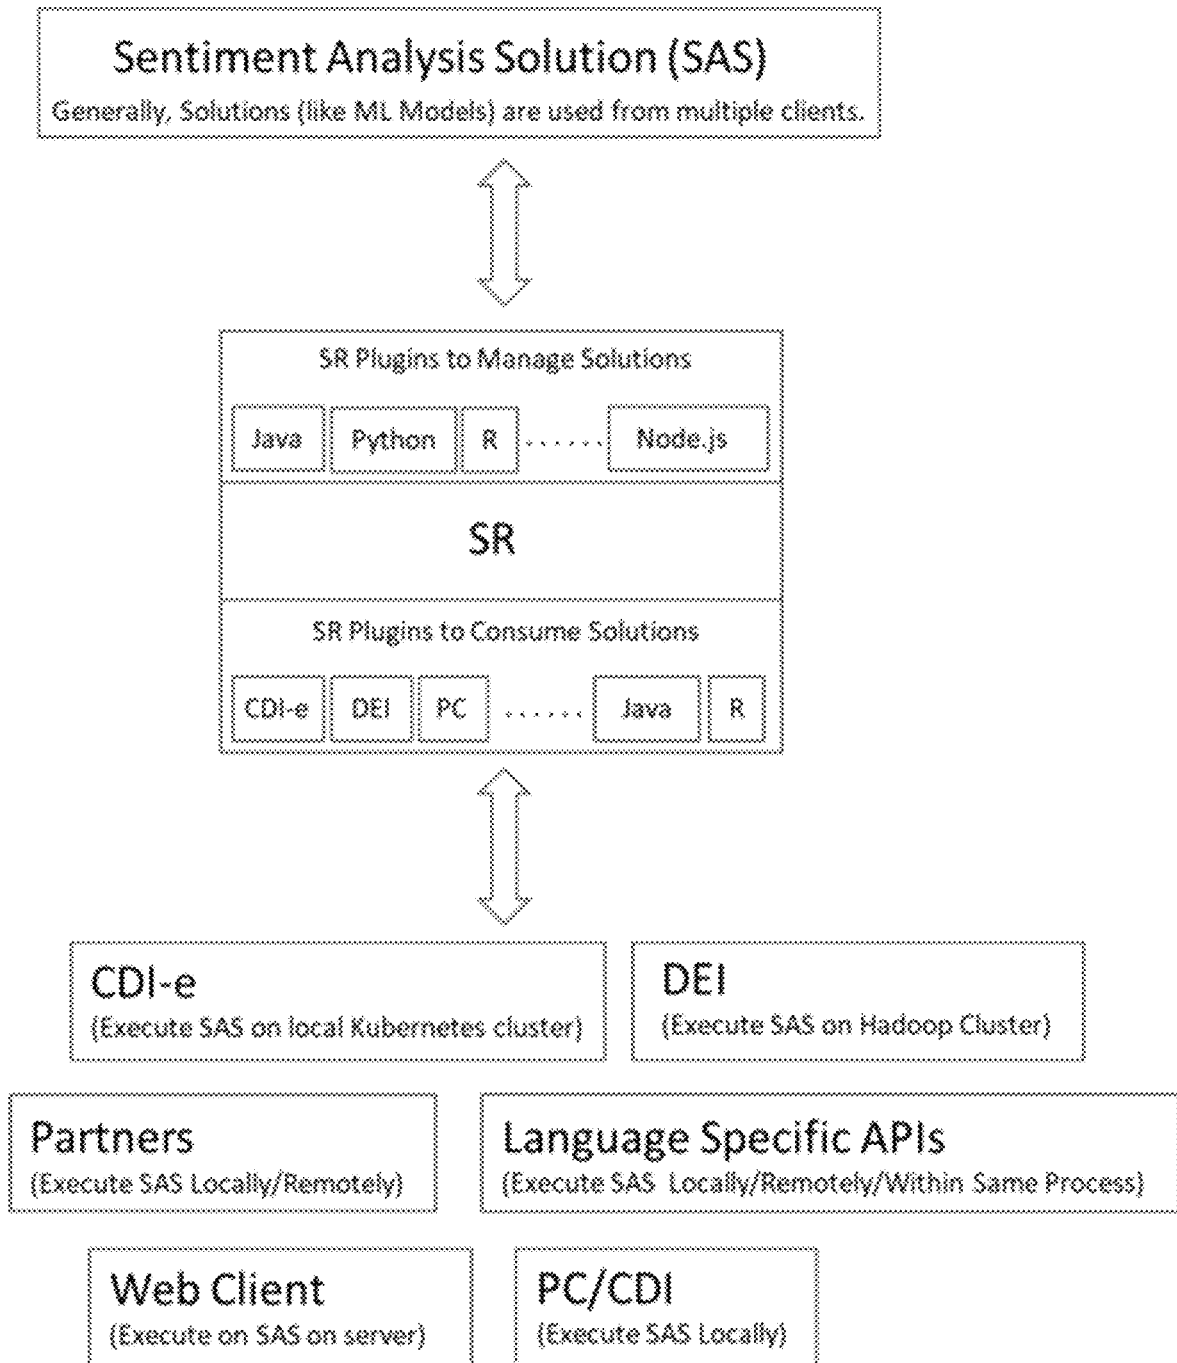 Sentiment Analysis Solution (SAS)
Generally, Solutions (like ML Models) are used from multiple clients.
SR Plugins to Manage Solutions
Java Python R ...... Node.js
SR
SR Plugins to Consume Solutions
CDI-e DEI PC ...... Java R
CDI-e
(Execute SAS on local Kubernetes cluster)
DEI
(Execute SAS on Hadoop Cluster)
Partners
(Execute SAS Locally/Remotely)
Language Specific APIs
(Execute SAS Locally/Remotely/Within Same Process)
Web Client
(Execute on SAS on server)
PC/CDI
(Execute SAS Locally)